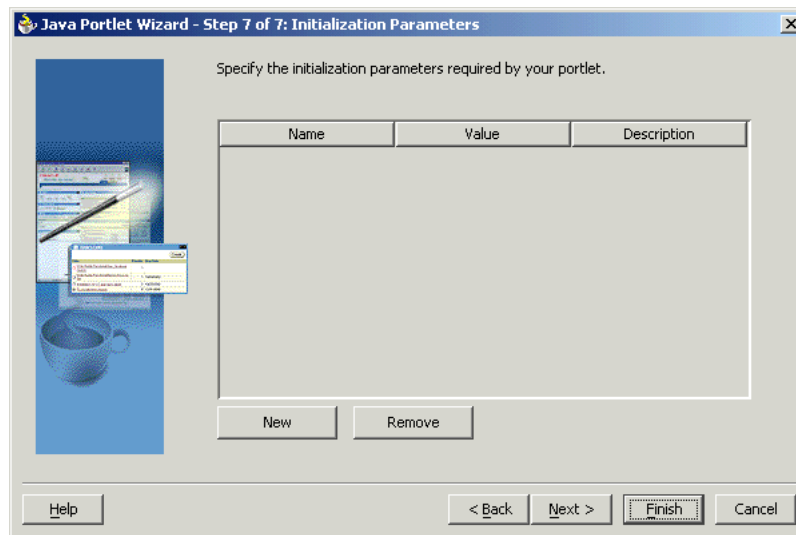 Java Portlet Wizard - Step 7 of 7: Initialization Parameters
Specify the initialization parameters required by your portlet.
Name Value Description
New Remove
Help < Back Next > Finish Cancel